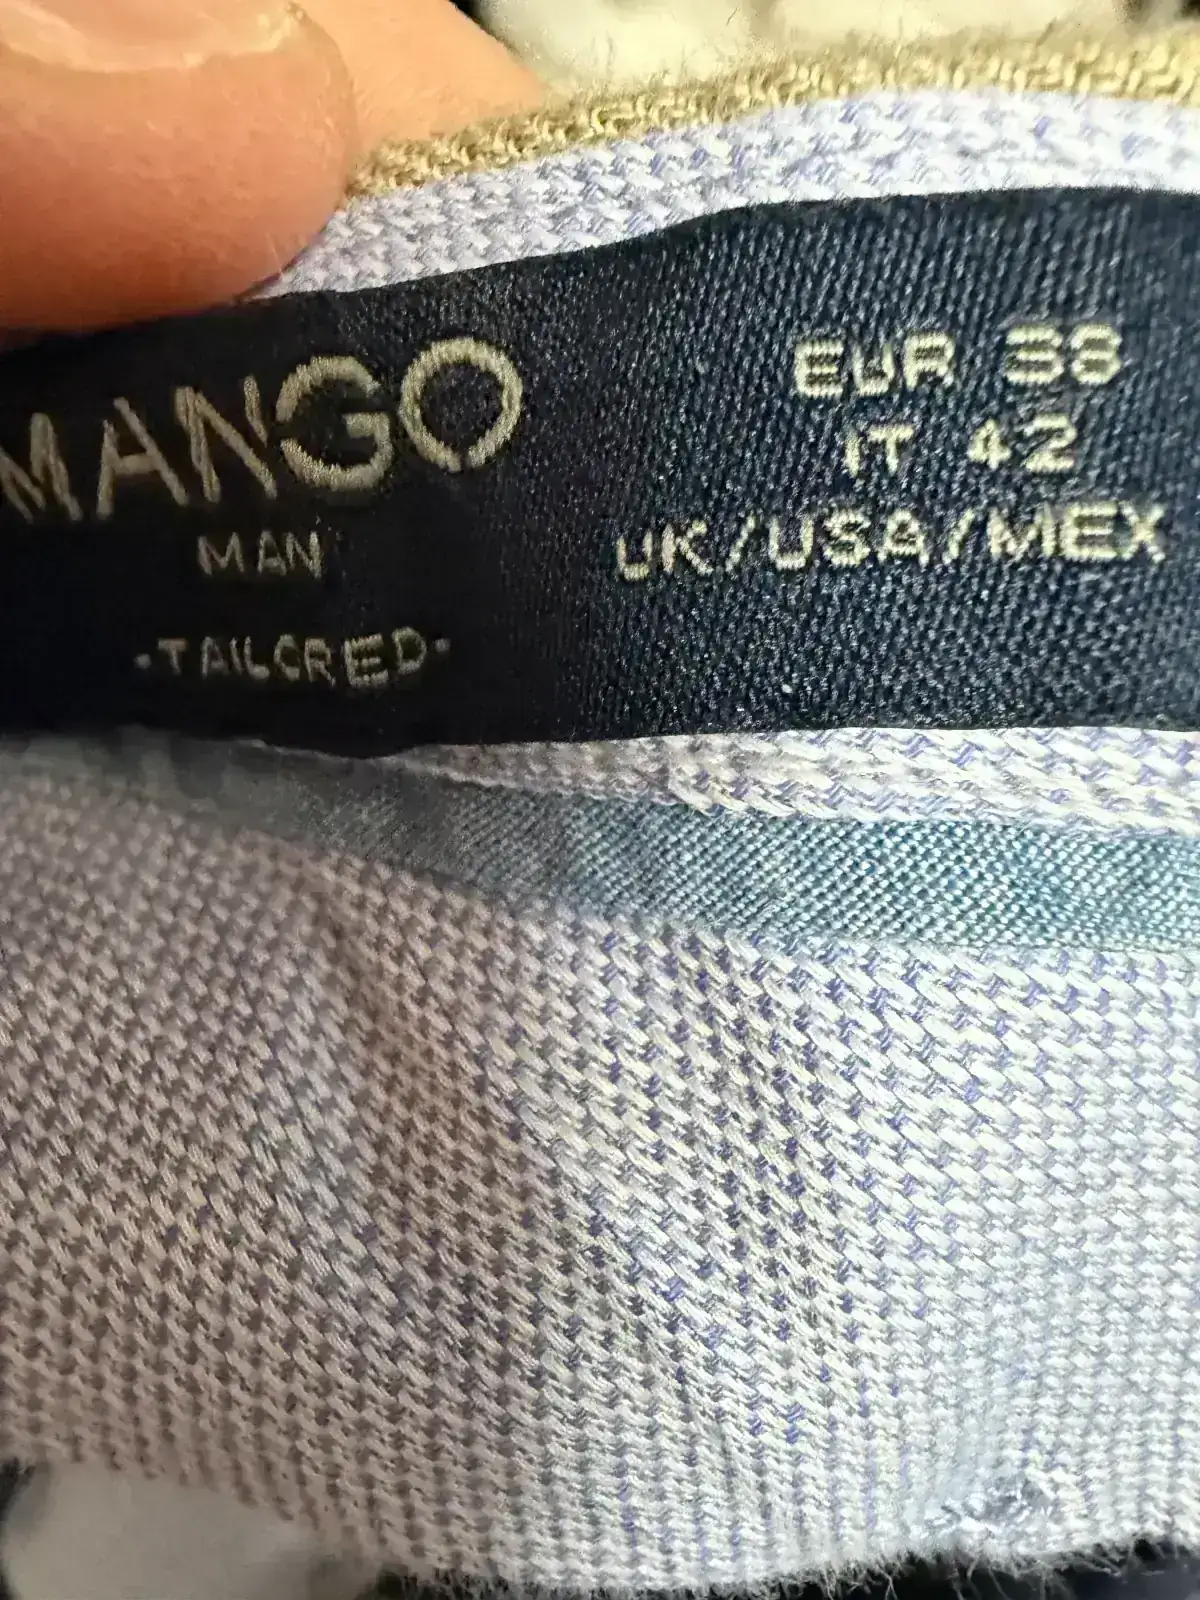 MANGO
MAN
·TAILORED·
EUR 38
IT 42
UK/USA/MEX